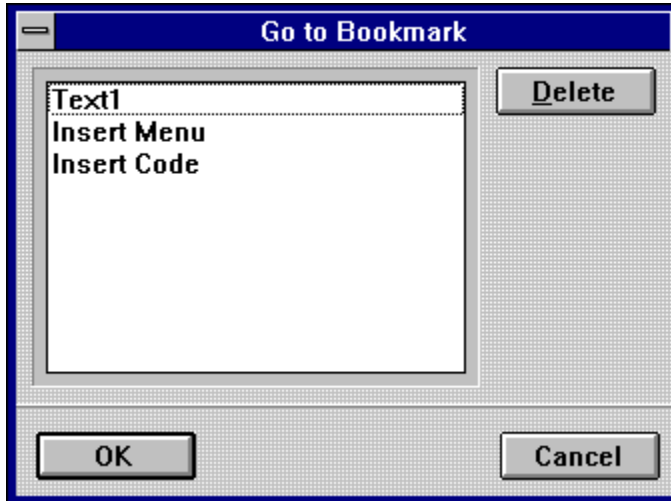 Go to Bookmark
Text1
Delete
Insert Menu
Insert Code
OK
Cancel